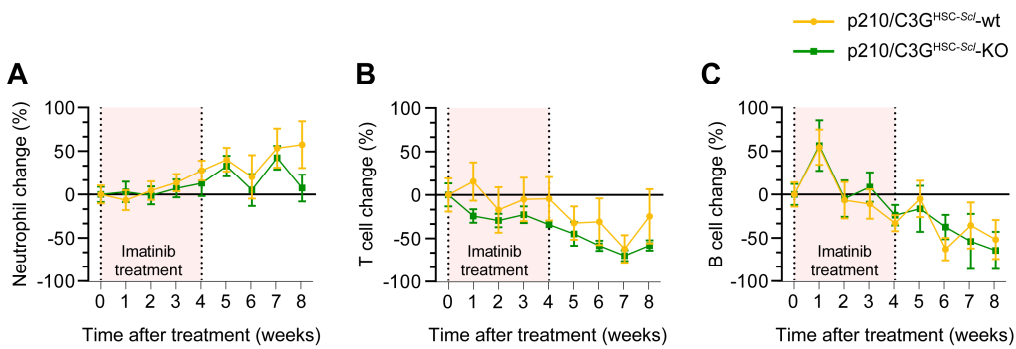 p210/C3G^HSC-Scl-wt
p210/C3G^HSC-Scl-KO
A
Neutrophil change (%)
100
50
0
-50
-100
Imatinib
treatment
0 1 2 3 4 5 6 7 8
Time after treatment (weeks)
B
T cell change (%)
100
50
0
-50
-100
Imatinib
treatment
0 1 2 3 4 5 6 7 8
Time after treatment (weeks)
C
B cell change (%)
100
50
0
-50
-100
Imatinib
treatment
0 1 2 3 4 5 6 7 8
Time after treatment (weeks)